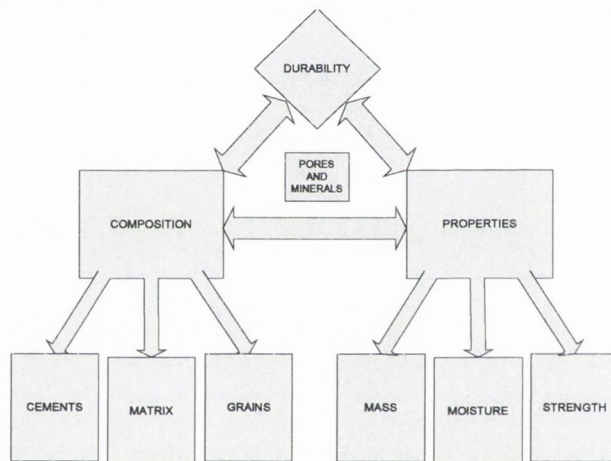 DURABILITY
PORES
AND
MINERALS
COMPOSITION
PROPERTIES
CEMENTS
MATRIX
GRAINS
MASS
MOISTURE
STRENGTH